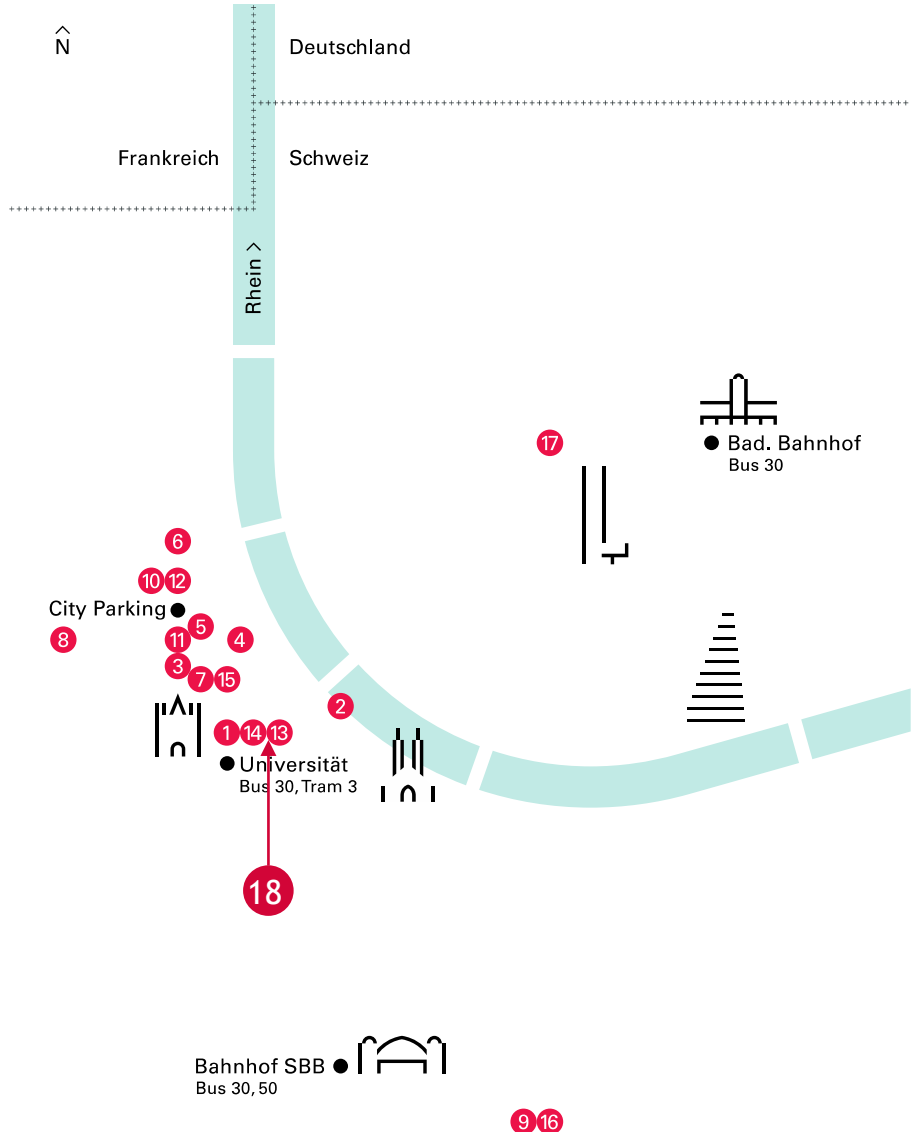 N
Deutschland
Frankreich
Schweiz
Rhein >
17
Bad. Bahnhof
Bus 30
6
10 12
City Parking
5
8
11
4
3
7 15
2
1 14 13
Universität
Bus 30, Tram 3
18
Bahnhof SBB
Bus 30, 50
9 16